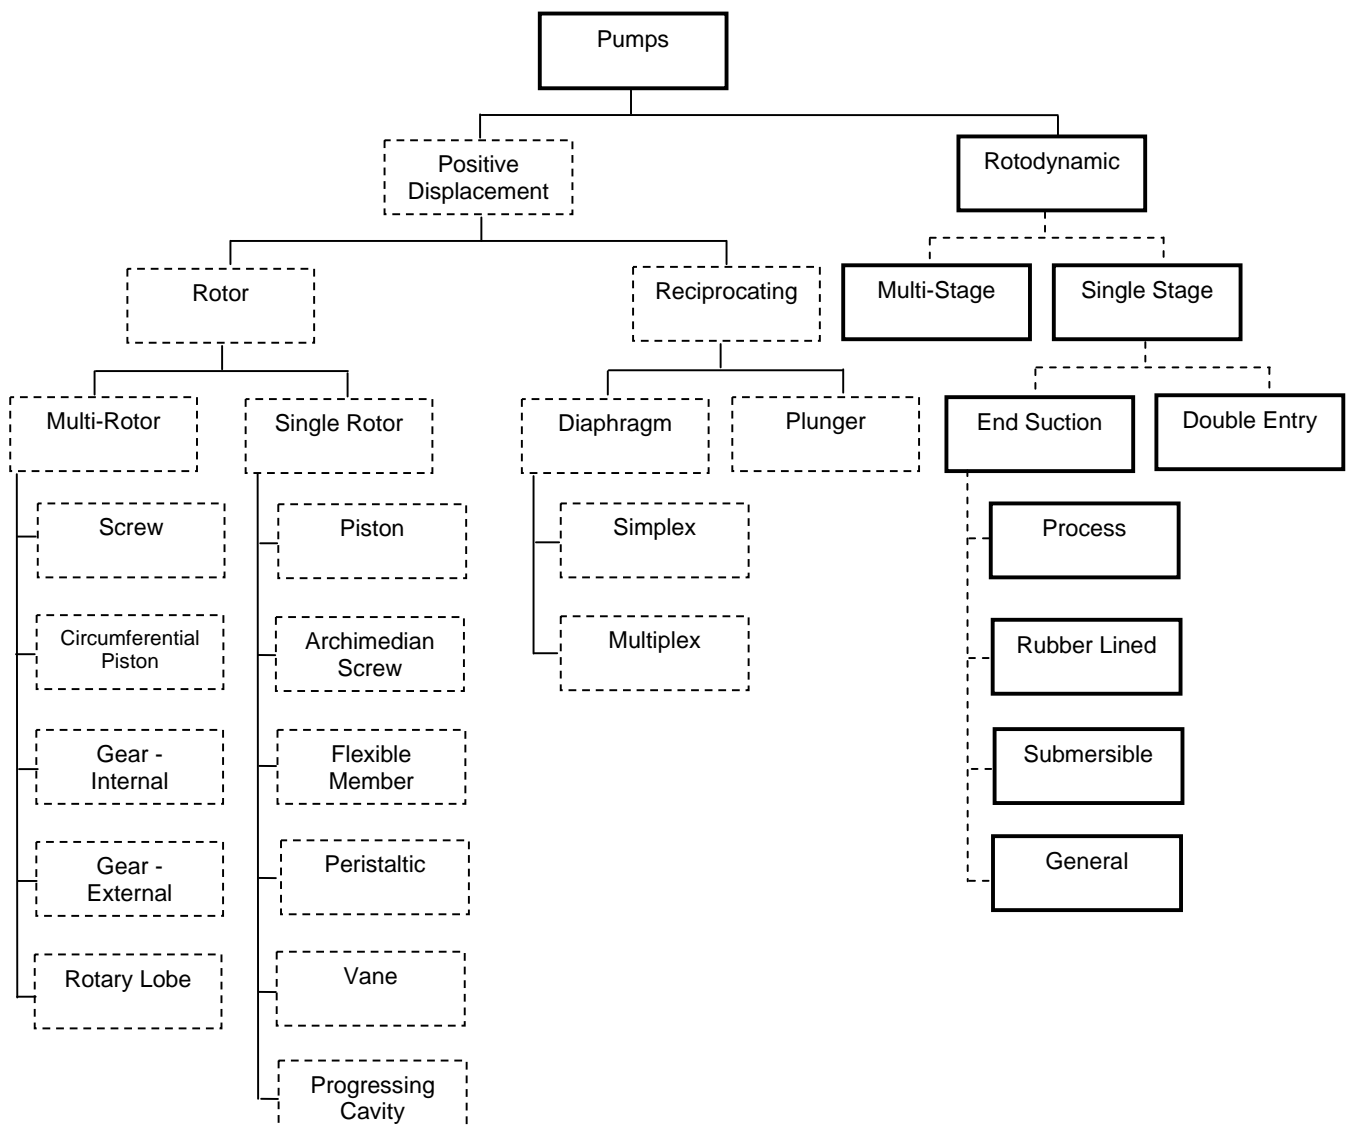 Pumps
Positive
Displacement
Rotodynamic
Rotor
Reciprocating
Multi-Stage
Single Stage
Multi-Rotor
Single Rotor
Diaphragm
Plunger
End Suction
Double Entry
Screw
Piston
Simplex
Process
Circumferential
Piston
Archimedian
Screw
Multiplex
Rubber Lined
Gear -
Internal
Flexible
Member
Submersible
Gear -
External
Peristaltic
General
Rotary Lobe
Vane
Progressing
Cavity